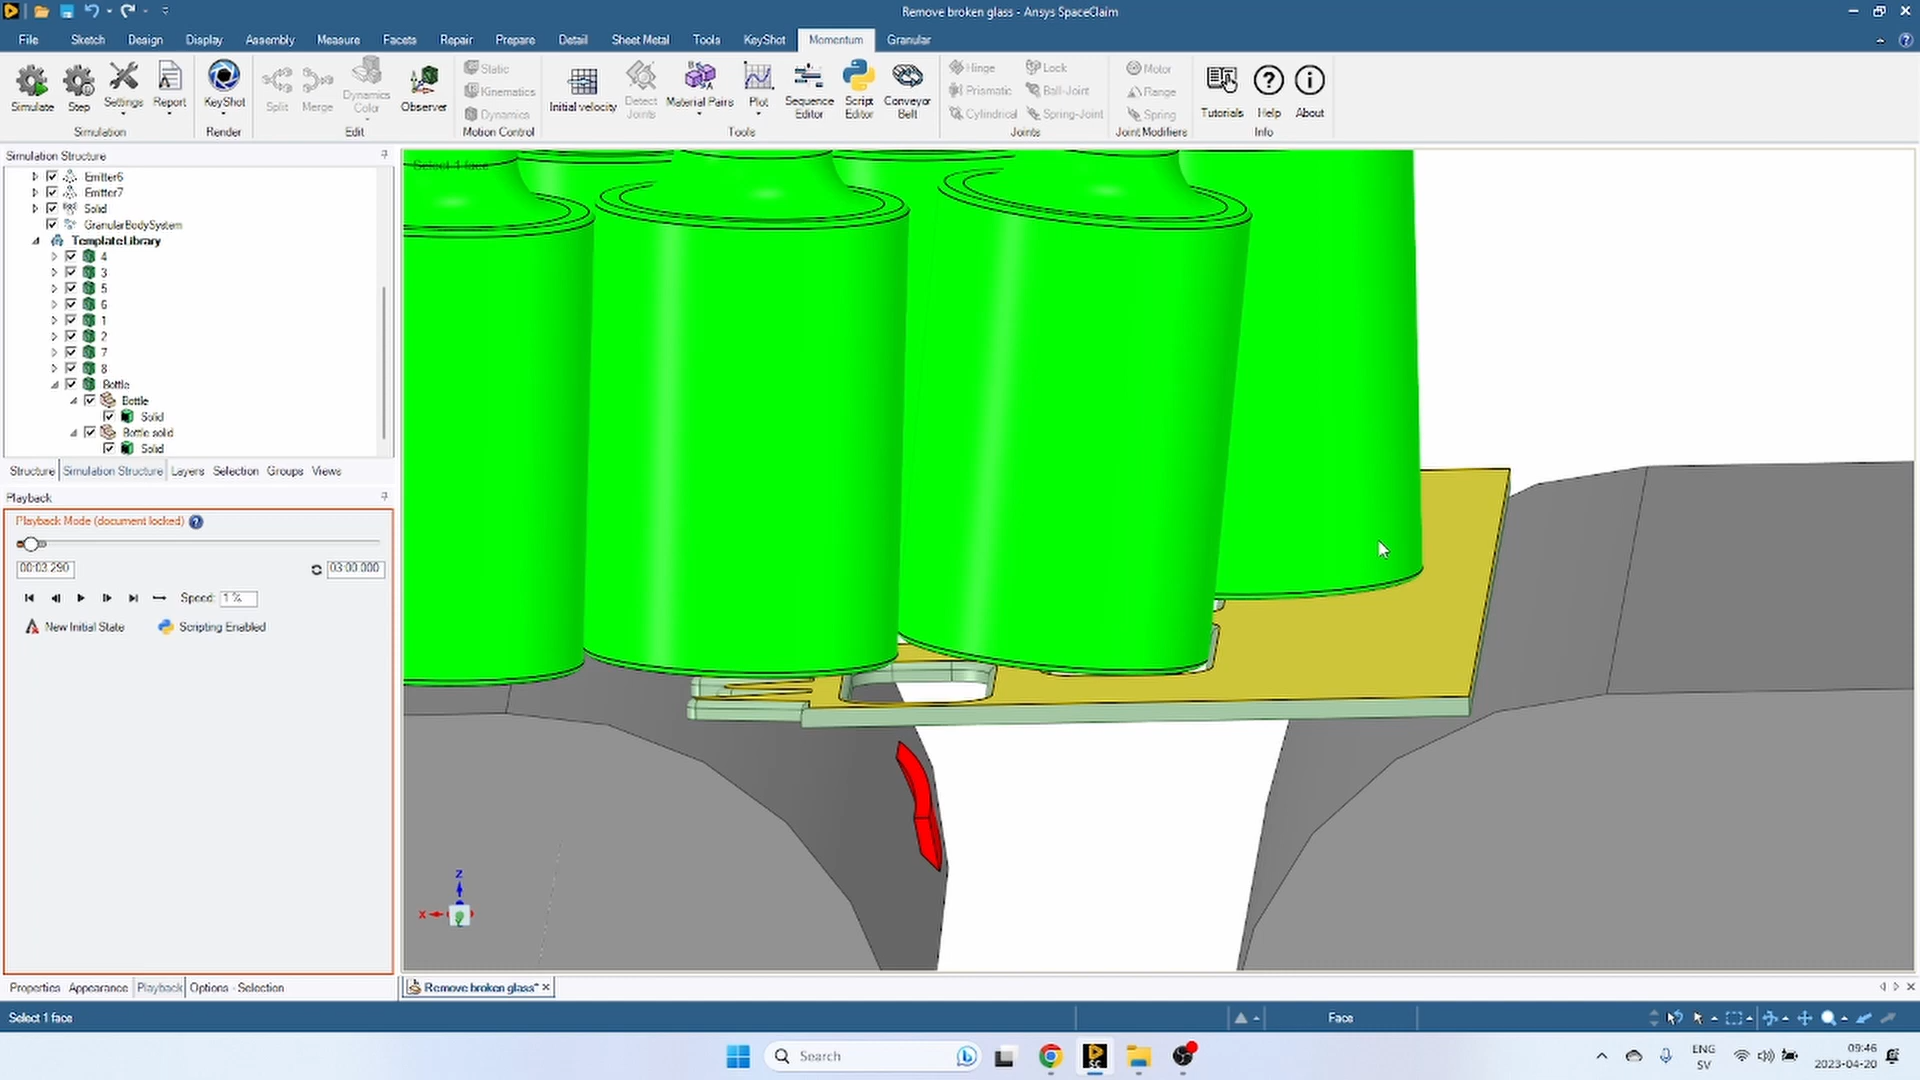 Remove broken glass - Ansys SpaceClaim
File Sketch Design Display Assembly Measure Facets Repair Prepare Detail Sheet Metal Tools KeyShot Momentum Granular
Simulate Step Settings Report KeyShot Split Merge Dynamics Color Observer Static Kinematics Dynamics Initial velocity Detect Joints Material Pairs Plot Sequence Editor Script Editor Conveyor Belt Hinge Prismatic Cylindrical Lock Ball-Joint Spring-Joint Motor Range Spring Tutorials Help About
Simulation Render Edit Motion Control Tools Joints Joint Modifiers Info
Simulation Structure
Select 1 face
Emitter6
Emitter7
Solid
GranularBodySystem
TemplateLibrary
4
3
5
6
1
2
7
8
Bottle
Bottle
Solid
Bottle solid
Solid
Structure Simulation Structure Layers Selection Groups Views
Playback
Playback Mode (document locked)
00:03.290 03:00.000
Speed: 1 %
New Initial State Scripting Enabled
Z
X
Properties Appearance Playback Options - Selection
Remove broken glass*
Select 1 face Face
Search
ENG
SV
09:46
2023-04-20